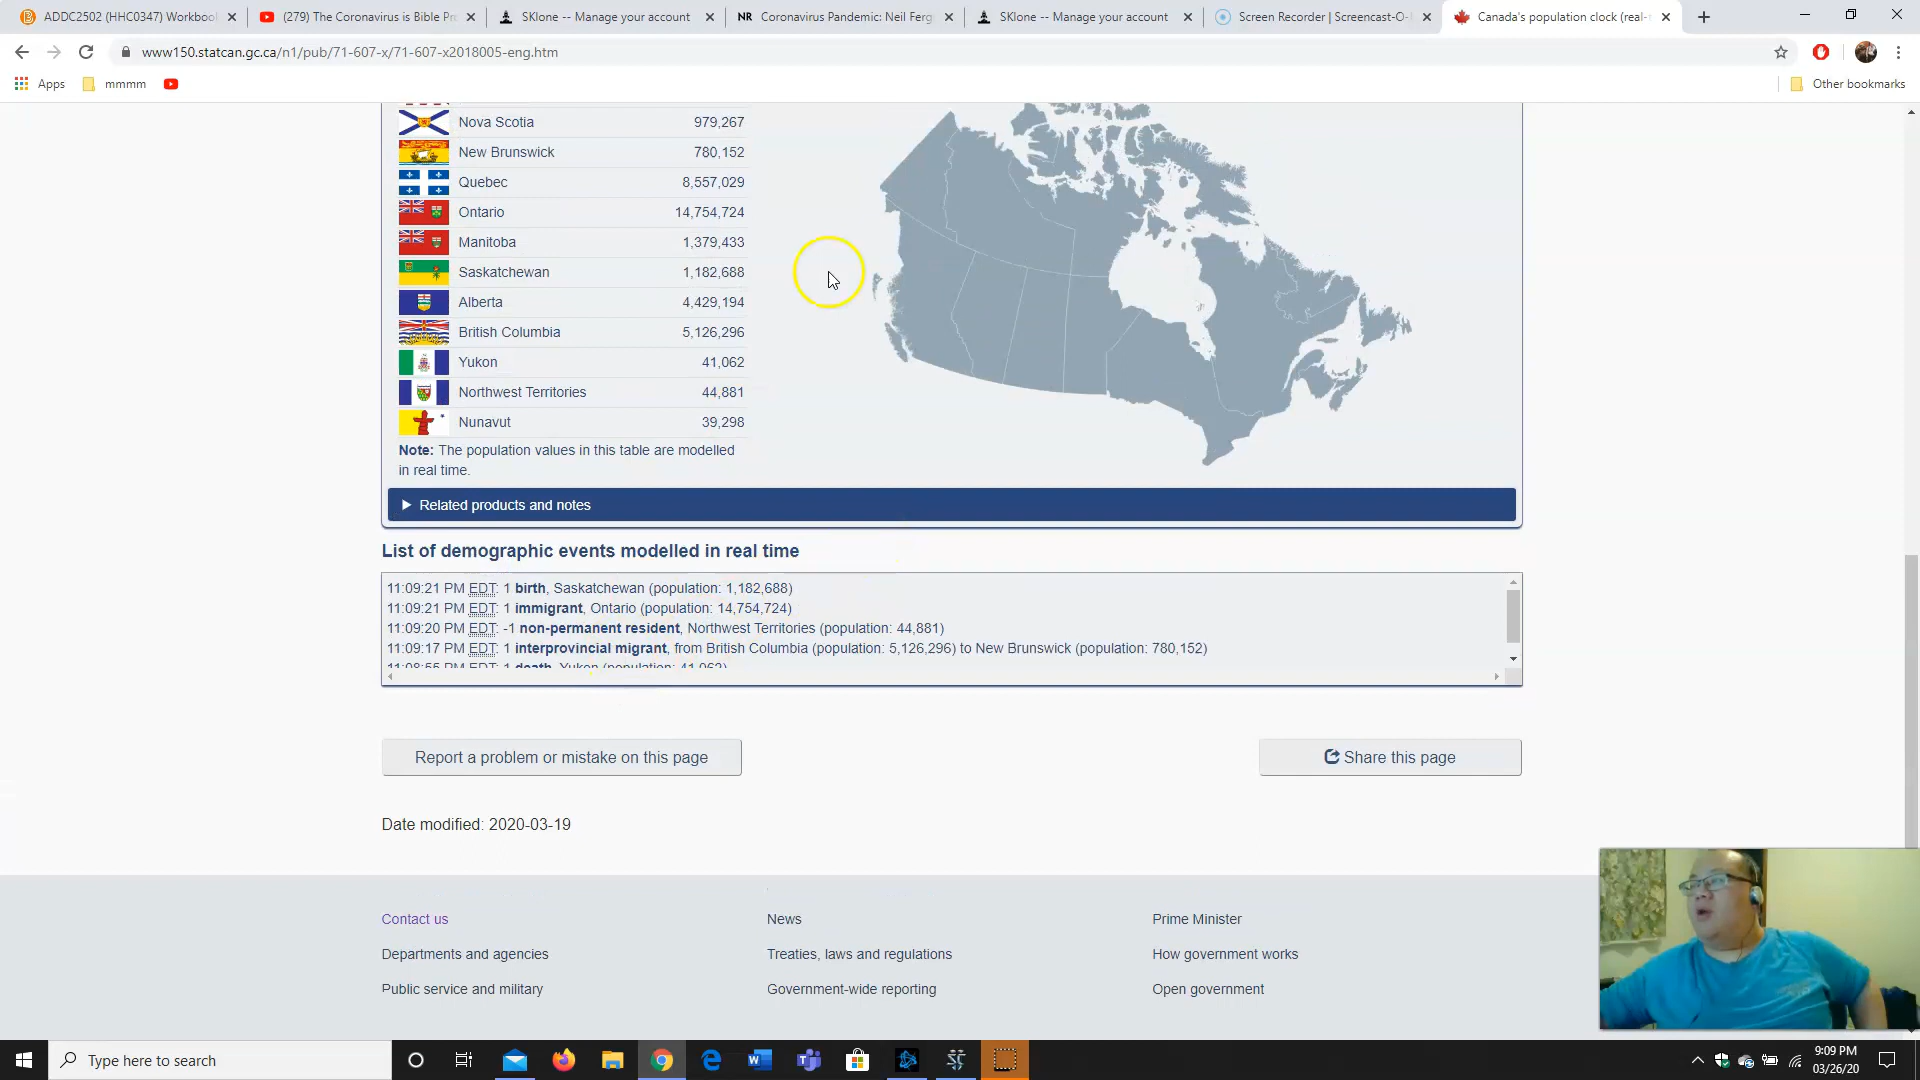 ADDC2502 (HHC0347) Workbool
(279) The Coronavirus is Bible Pr
SKlone -- Manage your account
NR Coronavirus Pandemic: Neil Ferg
SKlone -- Manage your account
Screen Recorder | Screencast-O-
Canada's population clock (real-
www150.statcan.gc.ca/n1/pub/71-607-x/71-607-x2018005-eng.htm
Apps mmmm Other bookmarks
Nova Scotia 979,267
New Brunswick 780,152
Quebec 8,557,029
Ontario 14,754,724
Manitoba 1,379,433
Saskatchewan 1,182,688
Alberta 4,429,194
British Columbia 5,126,296
Yukon 41,062
Northwest Territories 44,881
Nunavut 39,298
Note: The population values in this table are modelled
in real time.
Related products and notes
List of demographic events modelled in real time
11:09:21 PM EDT: 1 birth, Saskatchewan (population: 1,182,688)
11:09:21 PM EDT: 1 immigrant, Ontario (population: 14,754,724)
11:09:20 PM EDT: -1 non-permanent resident, Northwest Territories (population: 44,881)
11:09:17 PM EDT: 1 interprovincial migrant, from British Columbia (population: 5,126,296) to New Brunswick (population: 780,152)
11:08:55 PM EDT: 1 death, Yukon (population: 41,062)
Report a problem or mistake on this page
Share this page
Date modified: 2020-03-19
Contact us News Prime Minister
Departments and agencies Treaties, laws and regulations How government works
Public service and military Government-wide reporting Open government
Type here to search
9:09 PM
03/26/20